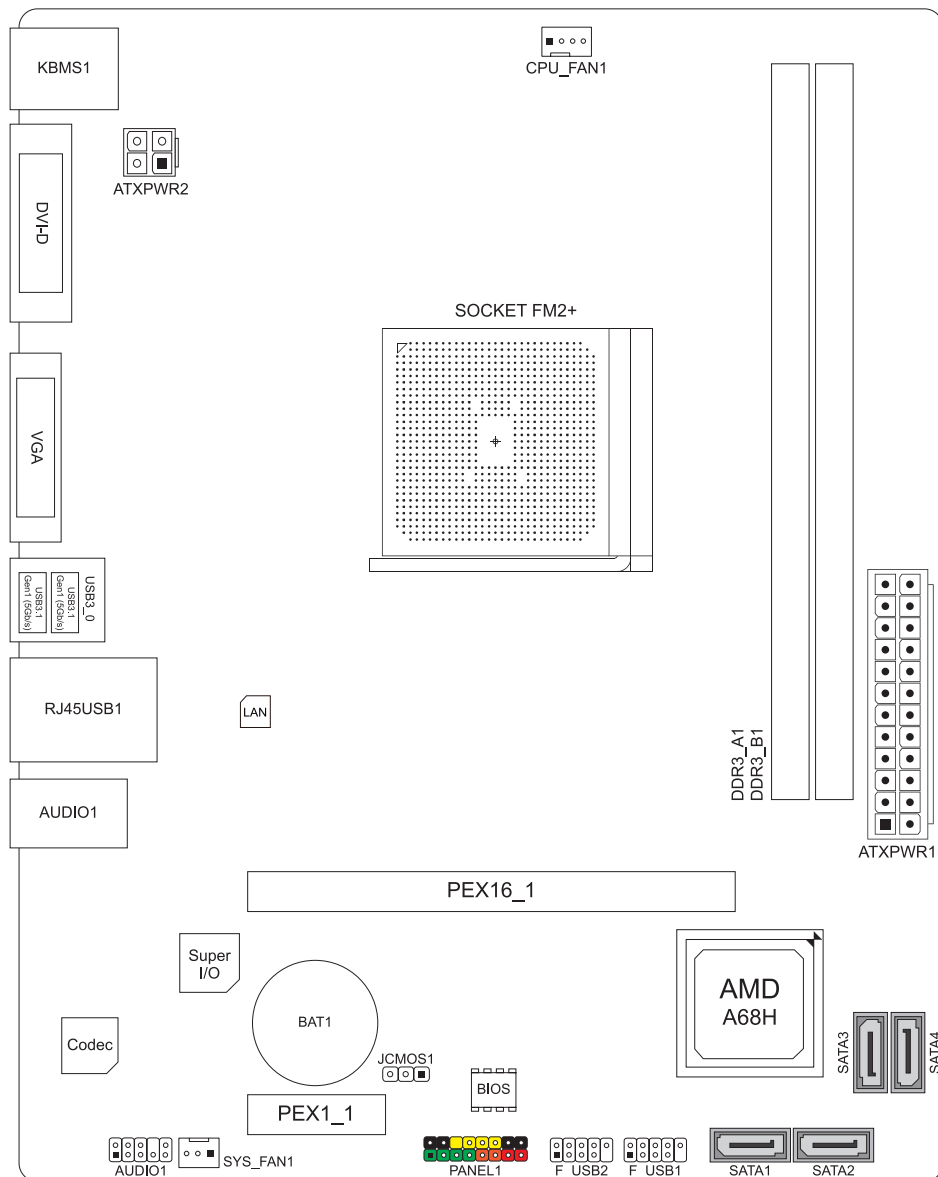 KBMS1
CPU_FAN1
ATXPWR2
DVI-D
SOCKET FM2+
VGA
USB3_0
USB3.1
Gen1 (5Gb/s)
USB3.1
Gen1 (5Gb/s)
RJ45USB1
LAN
DDR3_A1
DDR3_B1
AUDIO1
ATXPWR1
PEX16_1
Super
I/O
AMD
A68H
BAT1
SATA3
SATA4
Codec
JCMOS1
BIOS
PEX1_1
AUDIO1
SYS_FAN1
PANEL1
F_USB2
F_USB1
SATA1
SATA2